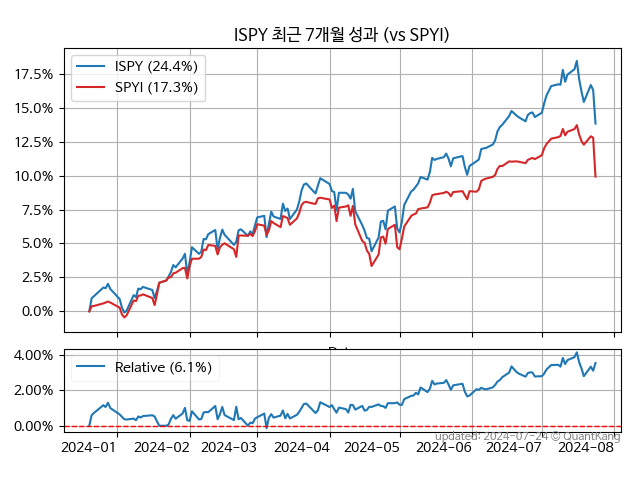 ISPY 최근 7개월 성과 (vs SPYI)
ISPY (24.4%)
SPYI (17.3%)
17.5%
15.0%
12.5%
10.0%
7.5%
5.0%
2.5%
0.0%
Relative (6.1%)
4.00%
2.00%
0.00%
updated: 2024-07-24 © QuantKang
2024-01 2024-02 2024-03 2024-04 2024-05 2024-06 2024-07 2024-08